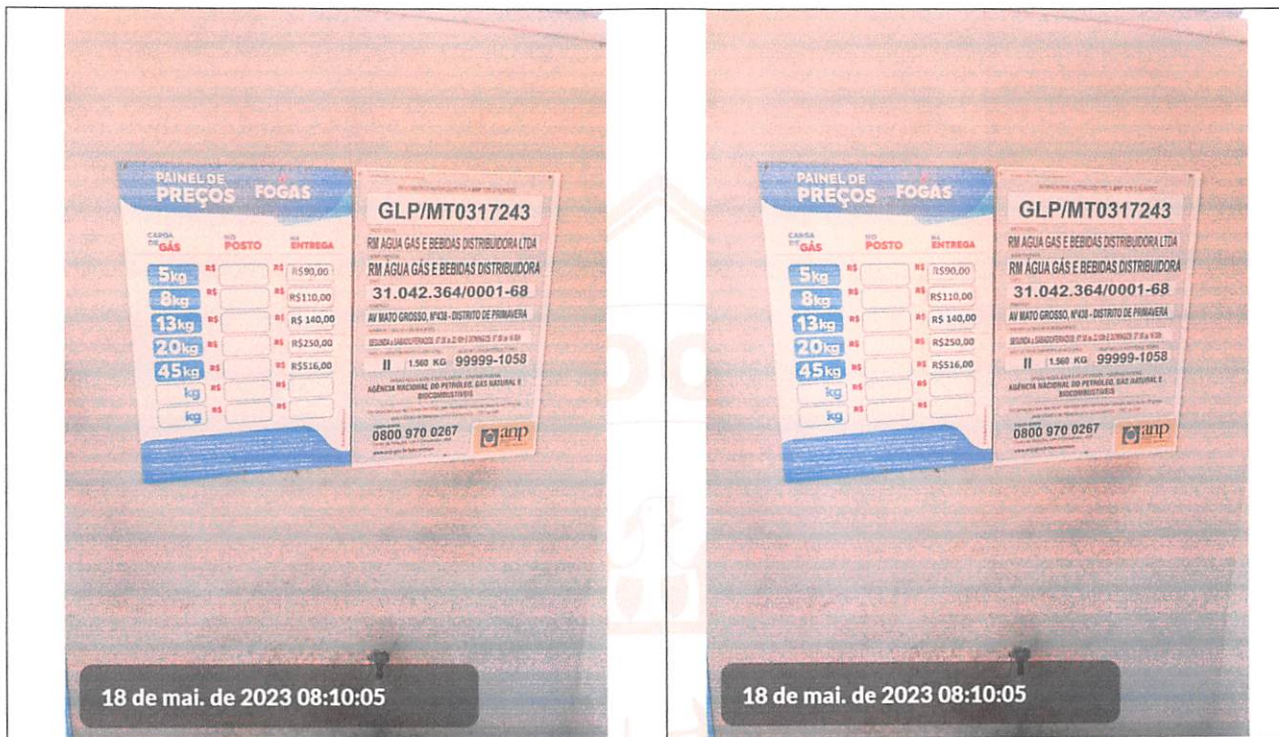 PAINEL DE
PREÇOS
FOGAS
CARGA
DE GÁS
NO
POSTO
NA
ENTREGA
5kg R$ R$ R$90,00
8kg R$ R$ R$110,00
13kg R$ R$ R$ 140,00
20kg R$ R$ R$250,00
45kg R$ R$ R$516,00
kg R$ R$
kg R$ R$
GLP/MT0317243
RM AGUA GAS E BEBIDAS DISTRIBUIDORA LTDA
RM ÁGUA GÁS E BEBIDAS DISTRIBUIDORA
31.042.364/0001-68
AV MATO GROSSO, Nº438 - DISTRITO DE PRIMAVERA
II 1.560 KG 99999-1058
AGÊNCIA NACIONAL DO PETRÓLEO, GAS NATURAL E
BIOCOMBUSTÍVEIS
0800 970 0267
anp
18 de mai. de 2023 08:10:05
PAINEL DE
PREÇOS
FOGAS
CARGA
DE GÁS
NO
POSTO
NA
ENTREGA
5kg R$ R$ R$90,00
8kg R$ R$ R$110,00
13kg R$ R$ R$ 140,00
20kg R$ R$ R$250,00
45kg R$ R$ R$516,00
kg R$ R$
kg R$ R$
GLP/MT0317243
RM AGUA GAS E BEBIDAS DISTRIBUIDORA LTDA
RM ÁGUA GÁS E BEBIDAS DISTRIBUIDORA
31.042.364/0001-68
AV MATO GROSSO, Nº438 - DISTRITO DE PRIMAVERA
II 1.560 KG 99999-1058
AGÊNCIA NACIONAL DO PETRÓLEO, GAS NATURAL E
BIOCOMBUSTÍVEIS
0800 970 0267
anp
18 de mai. de 2023 08:10:05